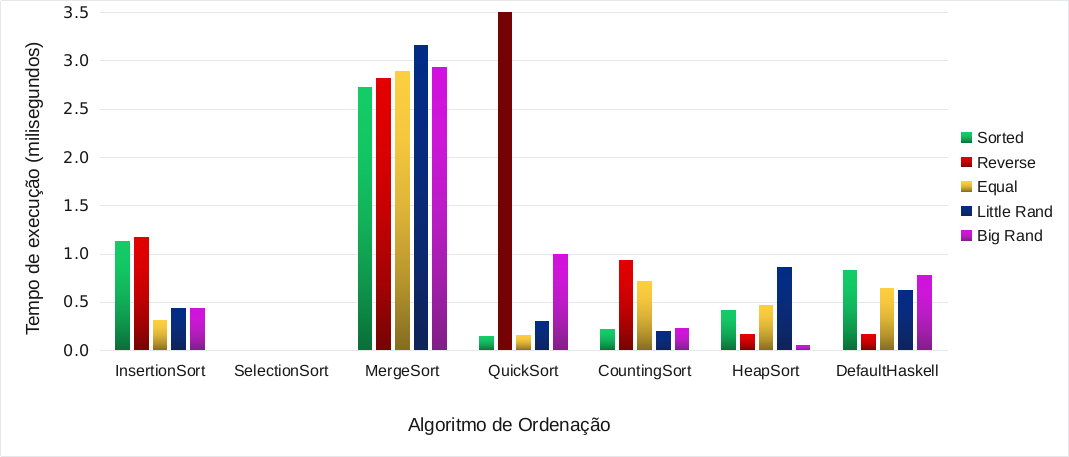 Tempo de execução (milisegundos)
3.5
3.0
2.5
2.0
1.5
1.0
0.5
0.0
InsertionSort SelectionSort MergeSort QuickSort CountingSort HeapSort DefaultHaskell
Algoritmo de Ordenação
Sorted
Reverse
Equal
Little Rand
Big Rand